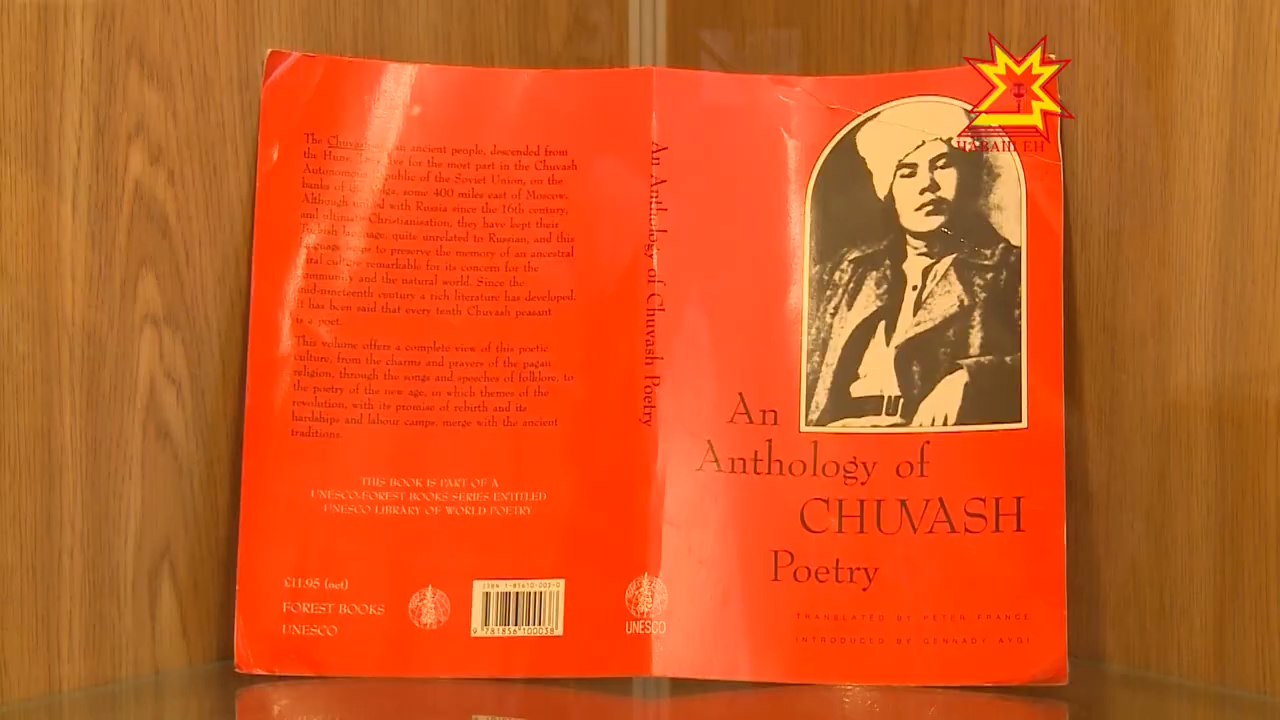 The Chuvash an ancient people, descended from
the Huns. live for the most part in the Chuvash
Autonomous Republic of the Soviet Union, on the
banks of the Volga, some 400 miles east of Moscow.
Although united with Russia since the 16th century,
and ultimate Christianisation, they have kept their
Turkish language, quite unrelated to Russian, and this
language to preserve the memory of an ancestral
culture remarkable for its concern for the
community and the natural world. Since the
mid-nineteenth century a rich literature has developed.
It has been said that every tenth Chuvash peasant
is a poet.
This volume offers a complete view of this poetic
culture, from the charms and prayers of the pagan
religion, through the songs and speeches of folklore, to
the poetry of the new age, in which themes of the
revolution, with its promise of rebirth and its
hardships and labour camps, merge with the ancient
traditions.
THIS BOOK IS PART OF A
UNESCO-FOREST BOOKS SERIES ENTITLED
UNESCO LIBRARY OF WORLD POETRY
£11.95 (net)
FOREST BOOKS
UNESCO
ISBN 1-85610-003-0
9 781856 100038
An Anthology of Chuvash Poetry
UNESCO
An
Anthology of
CHUVASH
Poetry
TRANSLATED BY PETER FRANCE
INTRODUCED BY GENNADY AYGI